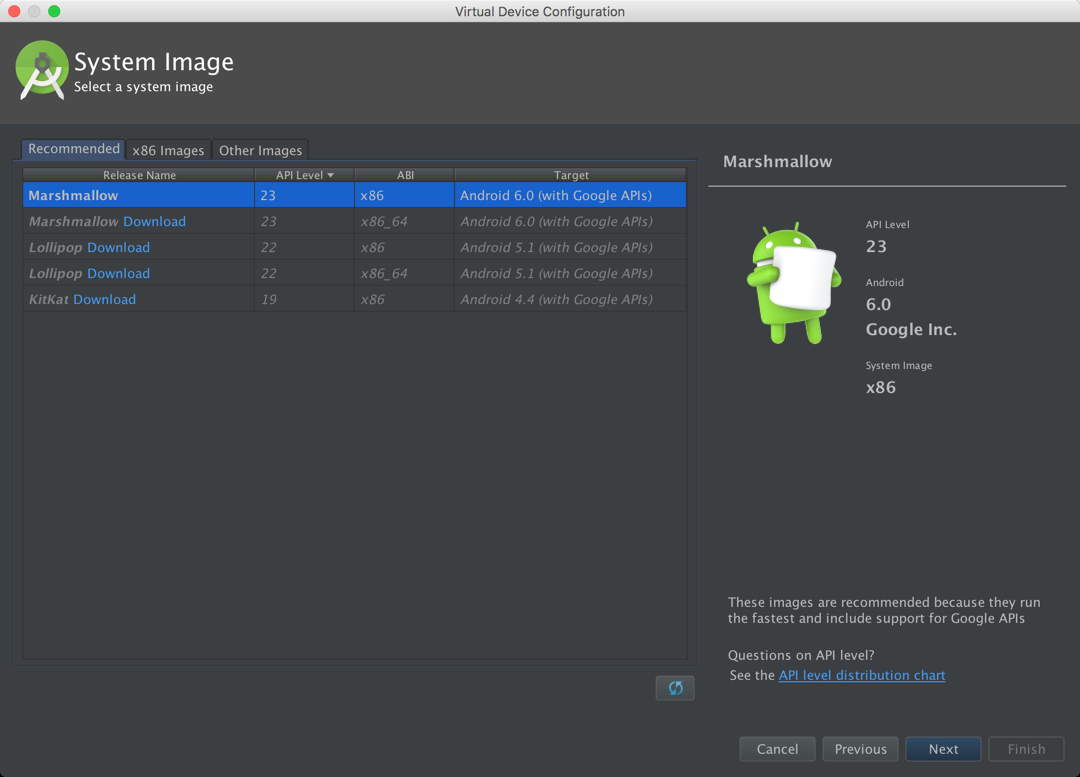 Virtual Device Configuration
System Image
Select a system image
Recommended x86 Images Other Images
Release Name API Level ABI Target
Marshmallow 23 x86 Android 6.0 (with Google APIs)
Marshmallow Download 23 x86_64 Android 6.0 (with Google APIs)
Lollipop Download 22 x86 Android 5.1 (with Google APIs)
Lollipop Download 22 x86_64 Android 5.1 (with Google APIs)
KitKat Download 19 x86 Android 4.4 (with Google APIs)
Marshmallow
API Level
23
Android
6.0
Google Inc.
System Image
x86
These images are recommended because they run
the fastest and include support for Google APIs
Questions on API level?
See the API level distribution chart
Cancel Previous Next Finish